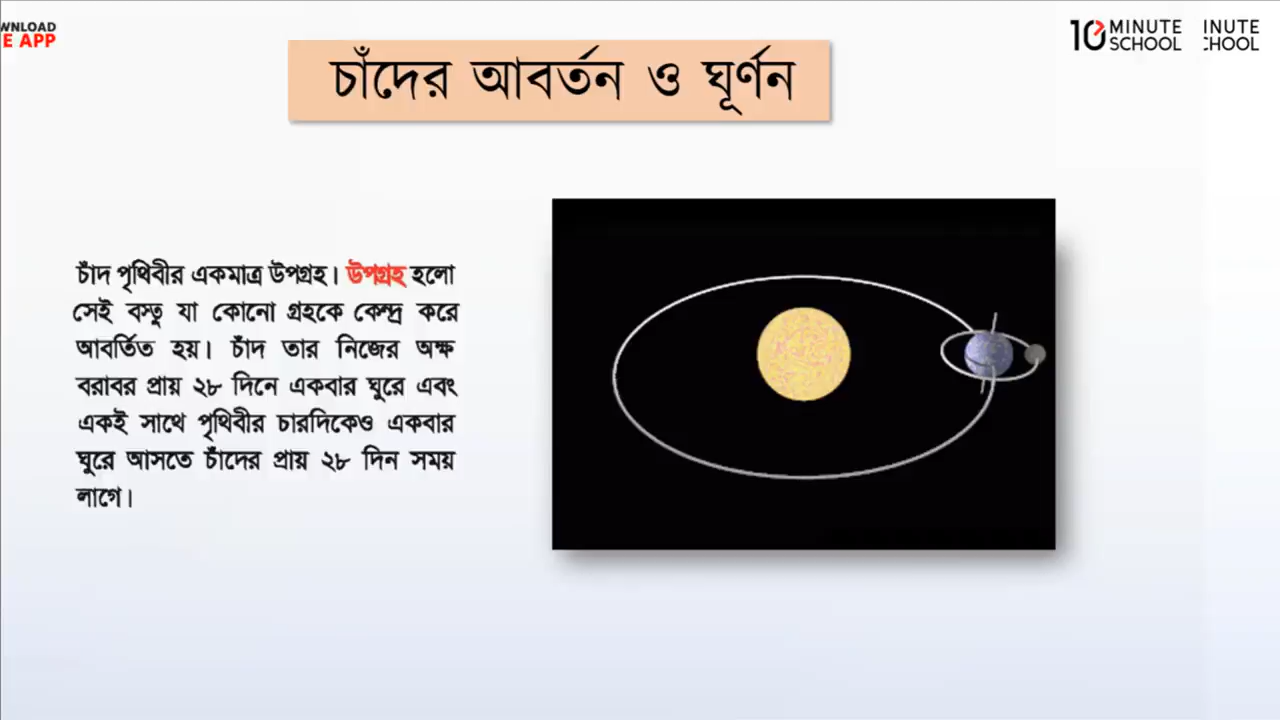 WNLOAD
E APP
10 MINUTE SCHOOL
INUTE
CHOOL
চাঁদের আবর্তন ও ঘূর্ণন
চাঁদ পৃথিবীর একমাত্র উপগ্রহ। উপগ্রহ হলো
সেই বস্তু যা কোনো গ্রহকে কেন্দ্র করে
আবর্তিত হয়। চাঁদ তার নিজের অক্ষ
বরাবর প্রায় ২৮ দিনে একবার ঘুরে এবং
একই সাথে পৃথিবীর চারদিকেও একবার
ঘুরে আসতে চাঁদের প্রায় ২৮ দিন সময়
লাগে।